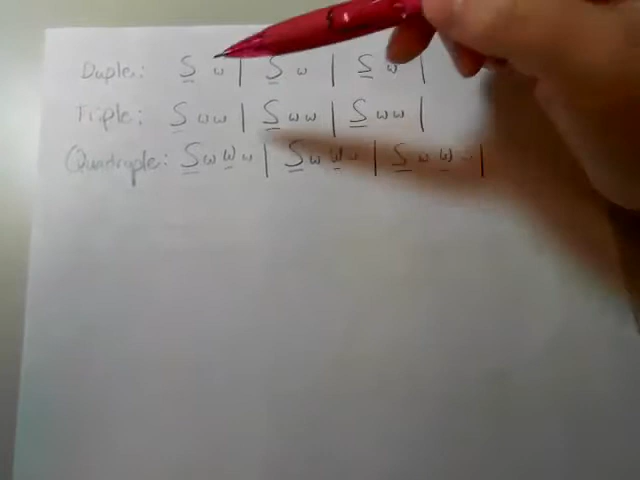 Duple: S w | S w | S w |
Triple: S w w | S w w | S w w |
Quadruple: S w w w | S w w w | S w w w |